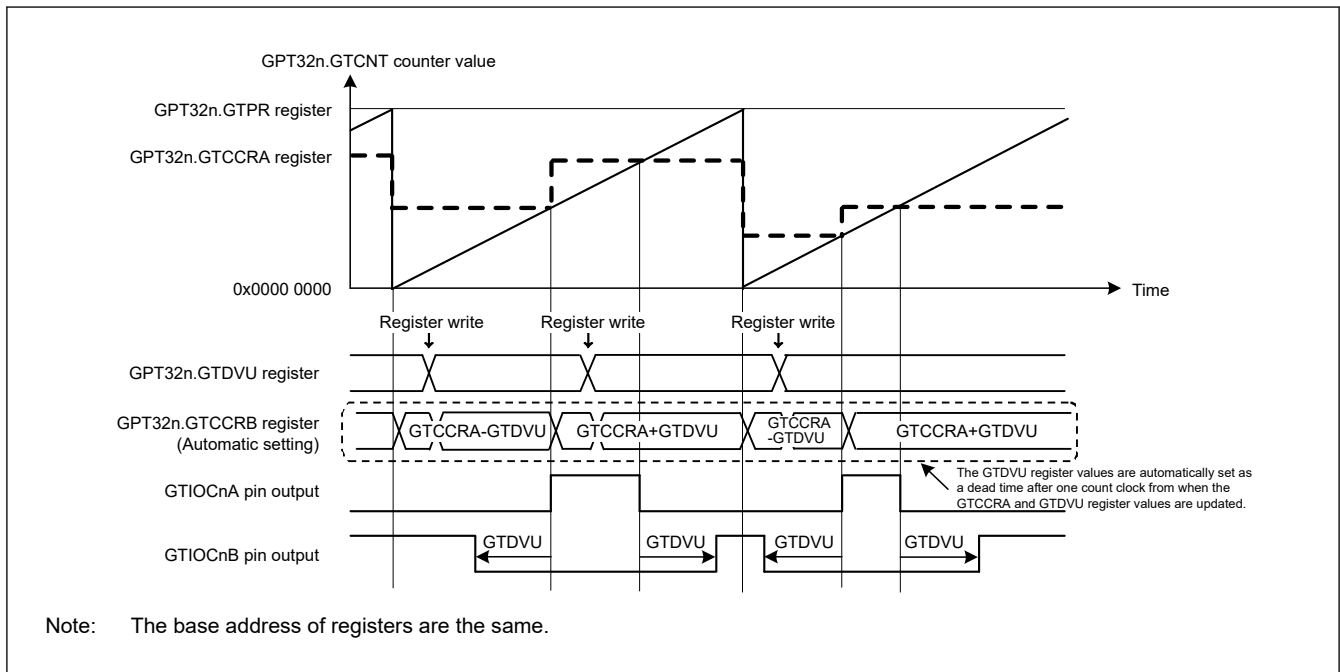 GPT32n.GTCNT counter value
GPT32n.GTPR register
GPT32n.GTCCRA register
0x0000 0000
Time
Register write
Register write
Register write
GPT32n.GTDVU register
GPT32n.GTCCRB register
(Automatic setting)
GTCCRA-GTDVU
GTCCRA+GTDVU
GTCCRA
-GTDVU
GTCCRA+GTDVU
The GTDVU register values are automatically set as
a dead time after one count clock from when the
GTCCRA and GTDVU register values are updated.
GTIOCnA pin output
GTIOCnB pin output
GTDVU
GTDVU
GTDVU
GTDVU
Note: The base address of registers are the same.